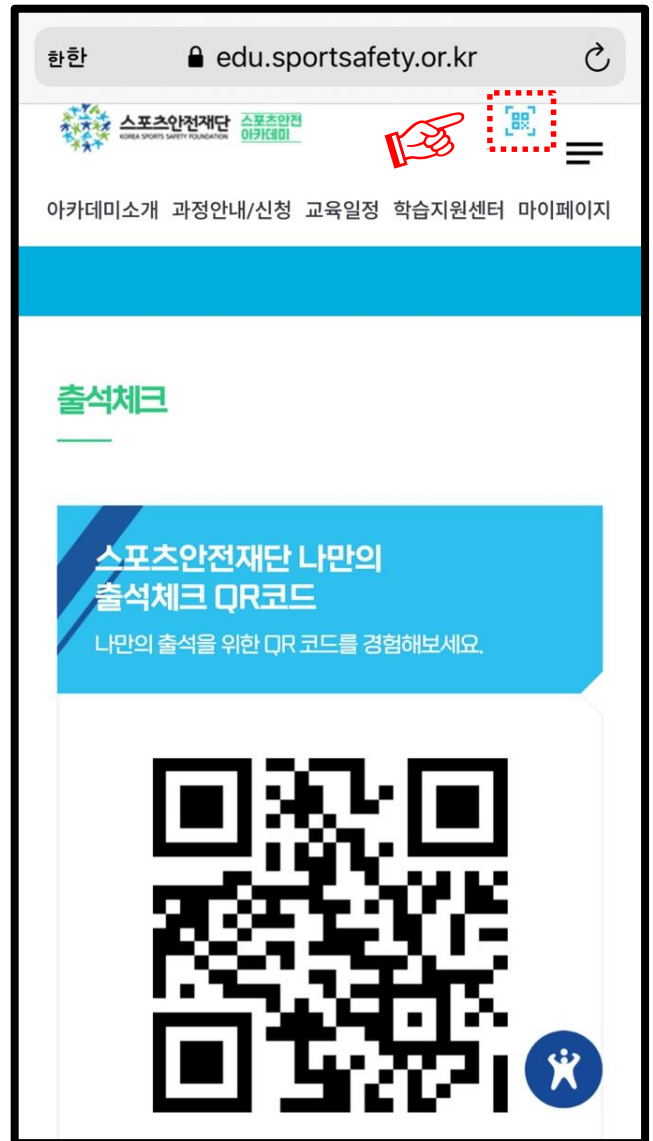 한한 edu.sportsafety.or.kr
스포츠안전재단
KOREA SPORTS SAFETY FOUNDATION
스포츠안전
아카데미
아카데미소개 과정안내/신청 교육일정 학습지원센터 마이페이지
출석체크
스포츠안전재단 나만의
출석체크 QR코드
나만의 출석을 위한 QR 코드를 경험해보세요.